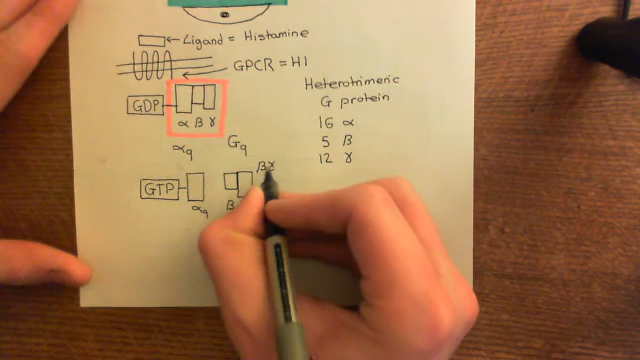 Ligand = Histamine
GPCR = H1
GDP
α β γ
αq
Gq
Heterotrimeric
G protein
16 α
5 β
12 γ
GTP
αq
β
βγ